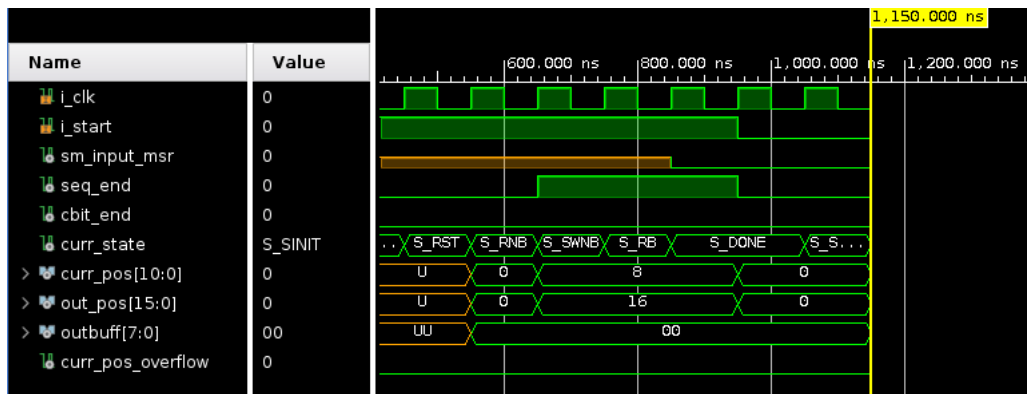 1,150.000 ns
Name Value
600.000 ns 800.000 ns 1,000.000 ns 1,200.000 ns
i_clk 0
i_start 0
sm_input_msr 0
seq_end 0
cbit_end 0
curr_state S_SINIT .. S_RST S_RNB S_SWNB S_RB S_DONE S_S...
> curr_pos[10:0] 0 U 0 8 0
> out_pos[15:0] 0 U 0 16 0
> outbuff[7:0] 00 UU 00
curr_pos_overflow 0